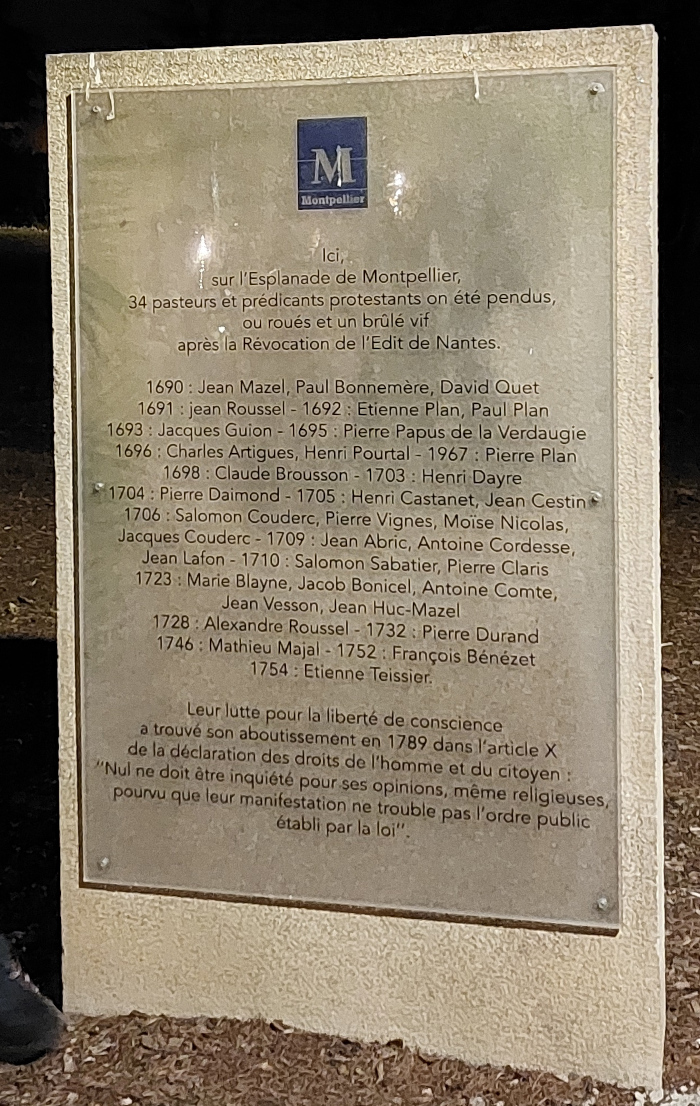 M
Montpellier
Ici,
sur l'Esplanade de Montpellier,
34 pasteurs et prédicants protestants on été pendus,
ou roués et un brûlé vif
après la Révocation de l'Edit de Nantes.
1690 : Jean Mazel, Paul Bonnemère, David Quet
1691 : jean Roussel - 1692 : Etienne Plan, Paul Plan
1693 : Jacques Guion - 1695 : Pierre Papus de la Verdaugie
1696 : Charles Artigues, Henri Pourtal - 1967 : Pierre Plan
1698 : Claude Brousson - 1703 : Henri Dayre
1704 : Pierre Daimond - 1705 : Henri Castanet, Jean Cestin
1706 : Salomon Couderc, Pierre Vignes, Moïse Nicolas,
Jacques Couderc - 1709 : Jean Abric, Antoine Cordesse,
Jean Lafon - 1710 : Salomon Sabatier, Pierre Claris
1723 : Marie Blayne, Jacob Bonicel, Antoine Comte,
Jean Vesson, Jean Huc-Mazel
1728 : Alexandre Roussel - 1732 : Pierre Durand
1746 : Mathieu Majal - 1752 : François Bénézet
1754 : Etienne Teissier.
Leur lutte pour la liberté de conscience
a trouvé son aboutissement en 1789 dans l'article X
de la déclaration des droits de l'homme et du citoyen :
"Nul ne doit être inquiété pour ses opinions, même religieuses,
pourvu que leur manifestation ne trouble pas l'ordre public
établi par la loi".